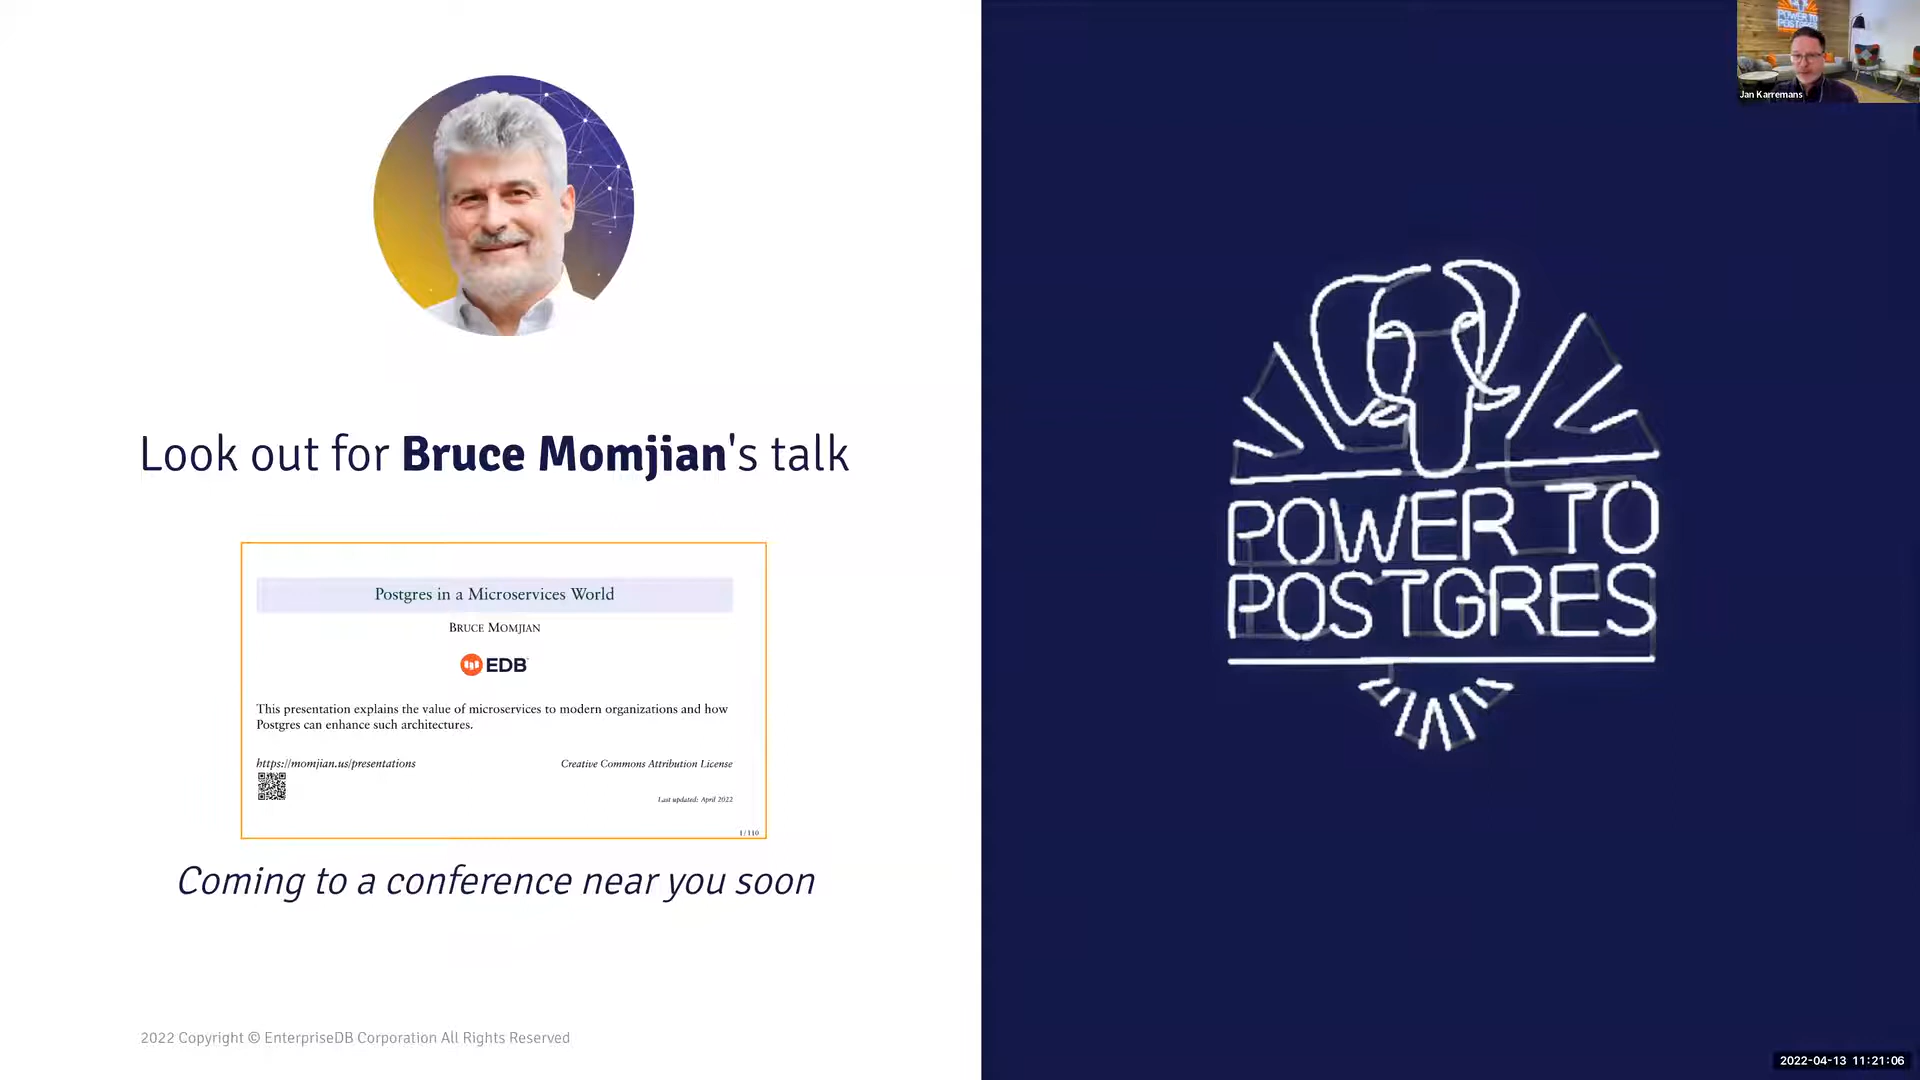 Look out for Bruce Momjian's talk
Postgres in a Microservices World
BRUCE MOMJIAN
EDB
This presentation explains the value of microservices to modern organizations and how
Postgres can enhance such architectures.
https://momjian.us/presentations
Creative Commons Attribution License
Last updated: April 2022
1 / 110
Coming to a conference near you soon
2022 Copyright © EnterpriseDB Corporation All Rights Reserved
POWER TO
POSTGRES
POWER TO
POSTGRES
Jan Karremans
2022-04-13 11:21:06